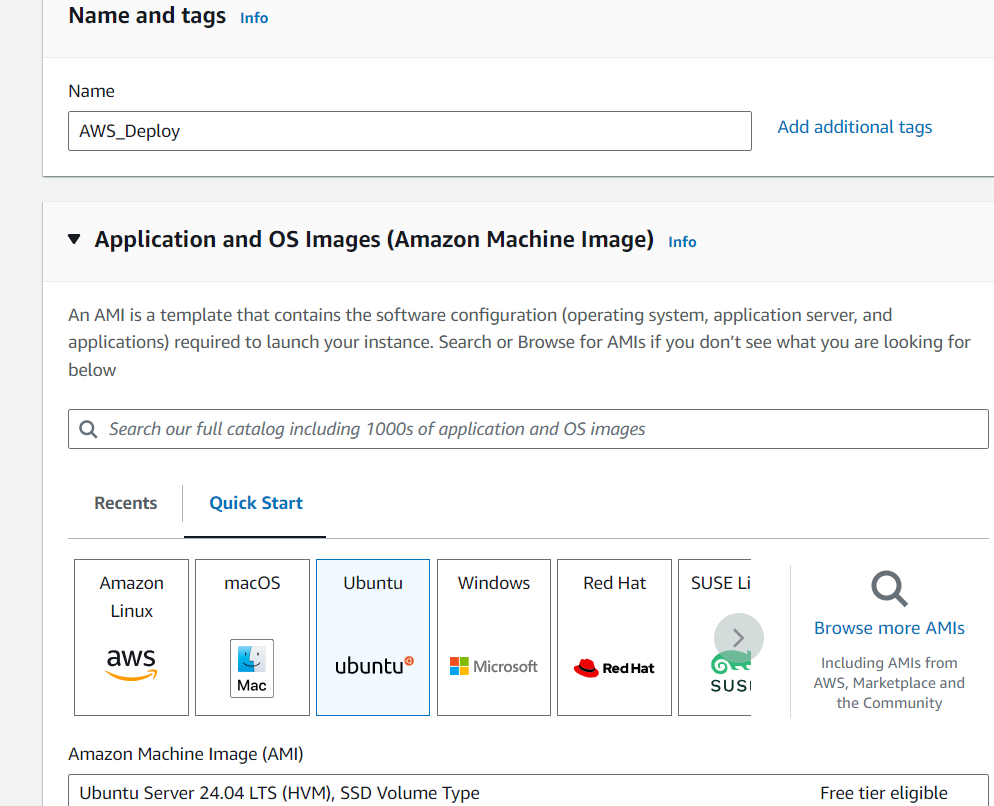 Name and tags Info
Name
AWS_Deploy
Add additional tags
Application and OS Images (Amazon Machine Image) Info
An AMI is a template that contains the software configuration (operating system, application server, and
applications) required to launch your instance. Search or Browse for AMIs if you don’t see what you are looking for
below
Search our full catalog including 1000s of application and OS images
Recents
Quick Start
Amazon
Linux
aws
macOS
Mac
Ubuntu
ubuntu
Windows
Microsoft
Red Hat
Red Hat
SUSE Li
SUS
Browse more AMIs
Including AMIs from
AWS, Marketplace and
the Community
Amazon Machine Image (AMI)
Ubuntu Server 24.04 LTS (HVM), SSD Volume Type
Free tier eligible